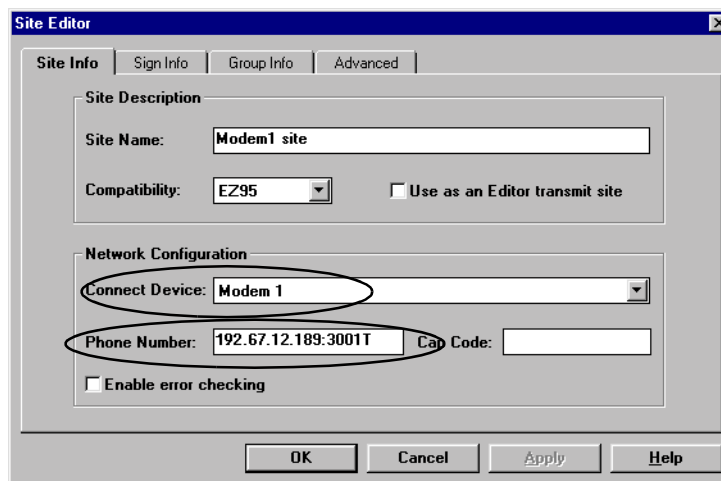 Site Editor
Site Info Sign Info Group Info Advanced
Site Description
Site Name: Modem1 site
Compatibility: EZ95 Use as an Editor transmit site
Network Configuration
Connect Device: Modem 1
Phone Number: 192.67.12.189:3001T Cap Code:
Enable error checking
OK Cancel Apply Help